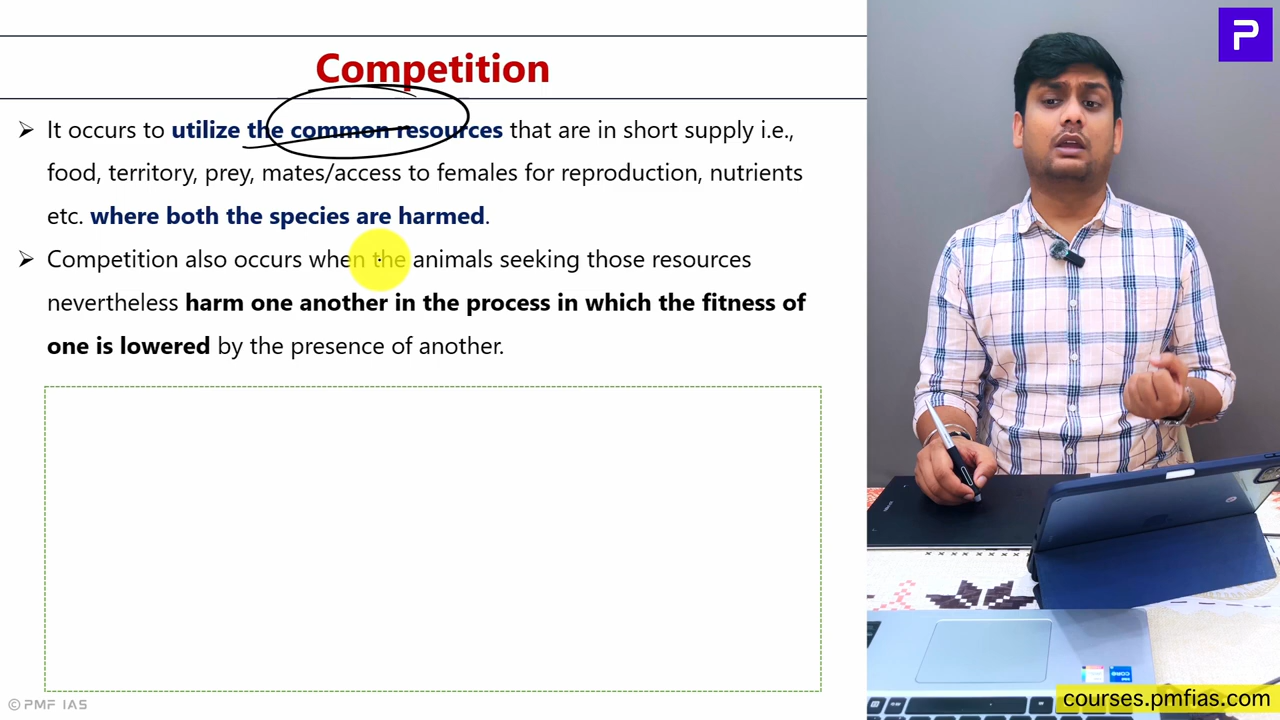 Competition
➢ It occurs to utilize the common resources that are in short supply i.e.,
food, territory, prey, mates/access to females for reproduction, nutrients
etc. where both the species are harmed.
➢ Competition also occurs when the animals seeking those resources
nevertheless harm one another in the process in which the fitness of
one is lowered by the presence of another.
© PMF IAS
P
courses.pmfias.com